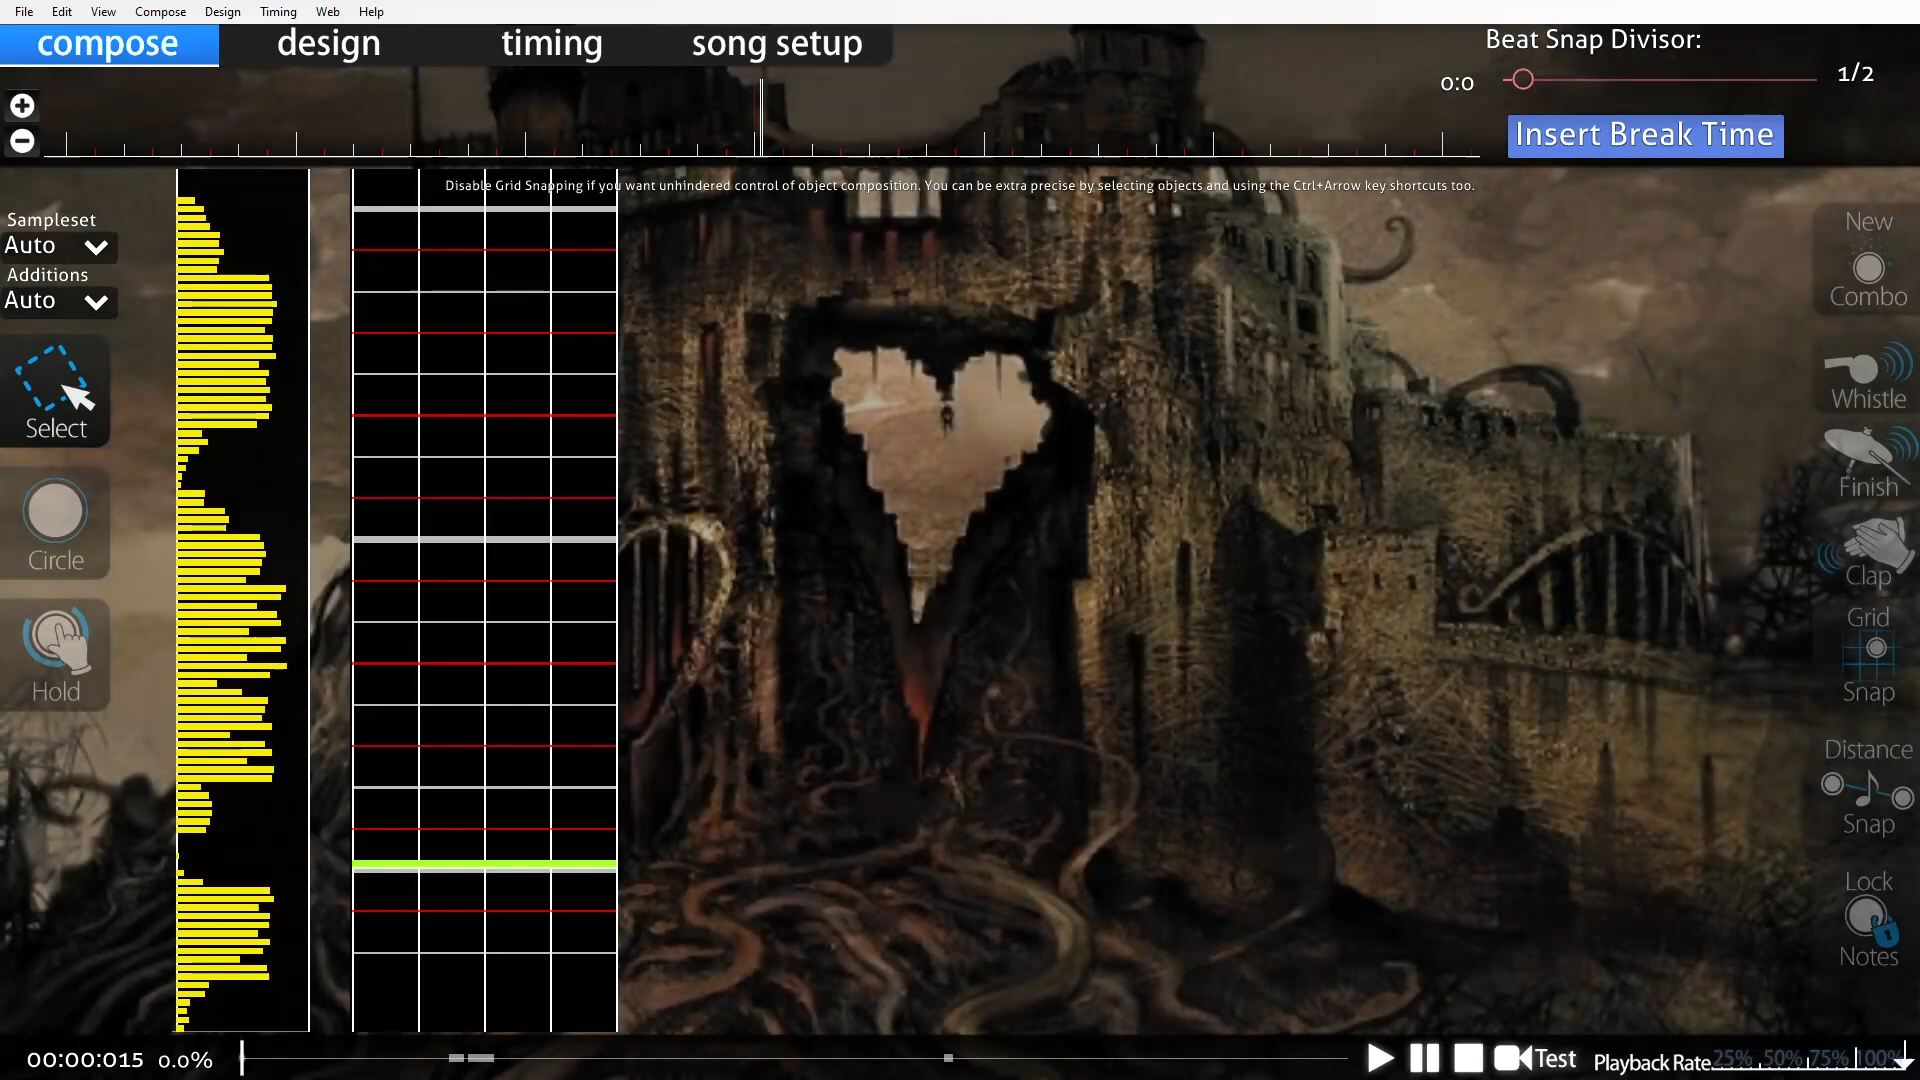 File Edit View Compose Design Timing Web Help
compose design timing song setup
Beat Snap Divisor:
0:0 1/2
Insert Break Time
Disable Grid Snapping if you want unhindered control of object composition. You can be extra precise by selecting objects and using the Ctrl+Arrow key shortcuts too.
Sampleset
Auto
Additions
Auto
Select
Circle
Hold
New
Combo
Whistle
Finish
Clap
Grid
Snap
Distance
Snap
Lock
Notes
00:00:015 0.0% Test Playback Rate 25% 50% 75% 100%